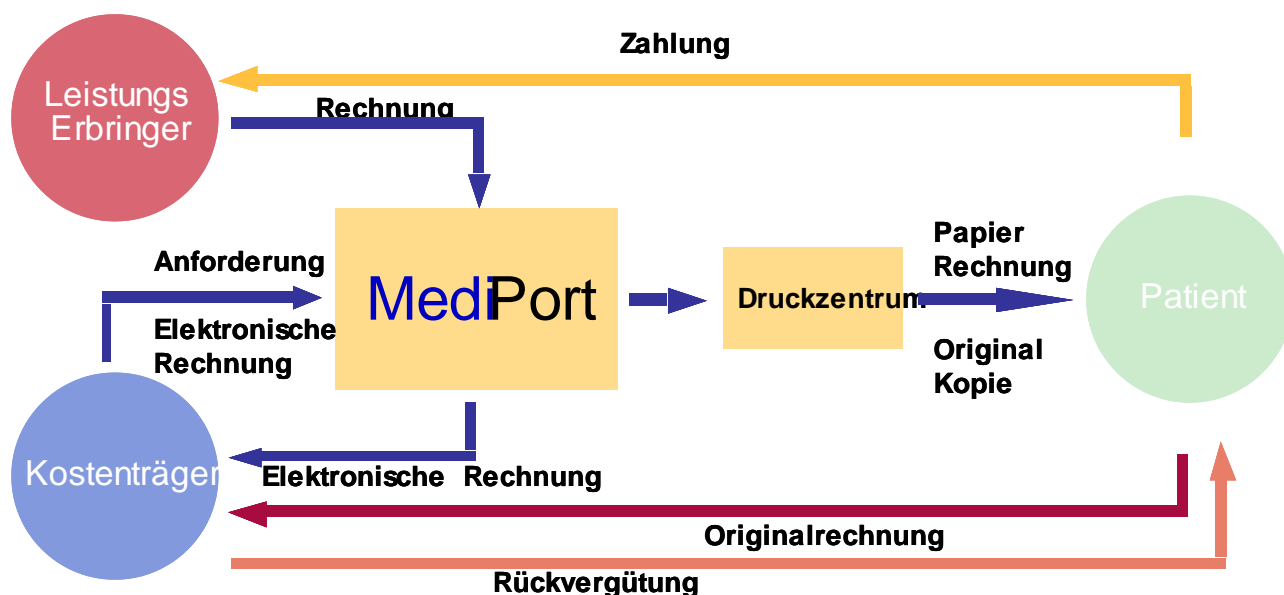 Zahlung
Leistungs
Erbringer
Rechnung
Anforderung
Elektronische
Rechnung
MediPort
Druckzentrum
Papier
Rechnung
Original
Kopie
Patient
Kostenträger
Elektronische Rechnung
Originalrechnung
Rückvergütung